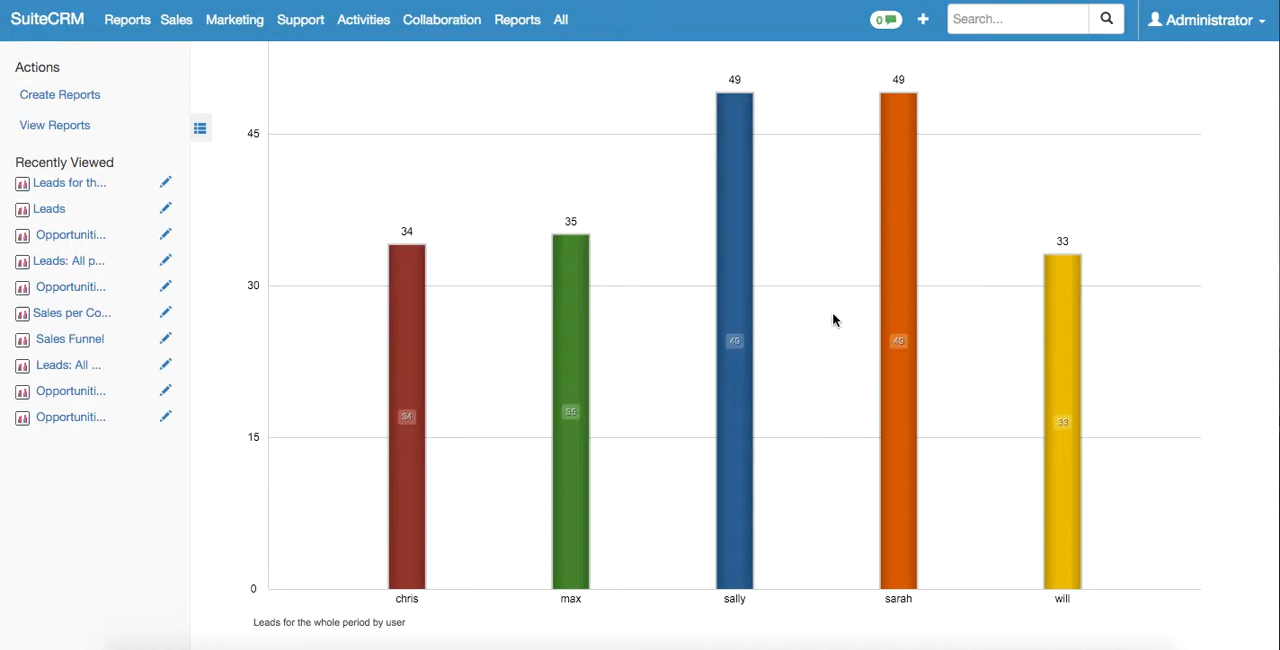 SuiteCRM Reports Sales Marketing Support Activities Collaboration Reports All 0 Search... Administrator
Actions
Create Reports
View Reports
Recently Viewed
Leads for th...
Leads
Opportuniti...
Leads: All p...
Opportuniti...
Sales per Co...
Sales Funnel
Leads: All ...
Opportuniti...
Opportuniti...
49 49
45
35
34
33
30
49 49
35
34
33
15
0
chris max sally sarah will
Leads for the whole period by user